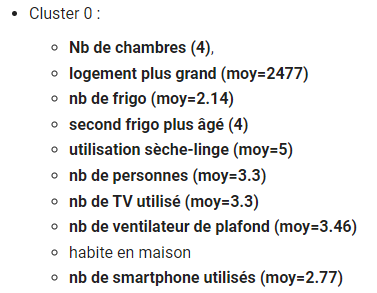 Cluster 0 :
Nb de chambres (4),
logement plus grand (moy=2477)
nb de frigo (moy=2.14)
second frigo plus âgé (4)
utilisation sèche-linge (moy=5)
nb de personnes (moy=3.3)
nb de TV utilisé (moy=3.3)
nb de ventilateur de plafond (moy=3.46)
habite en maison
nb de smartphone utilisés (moy=2.77)